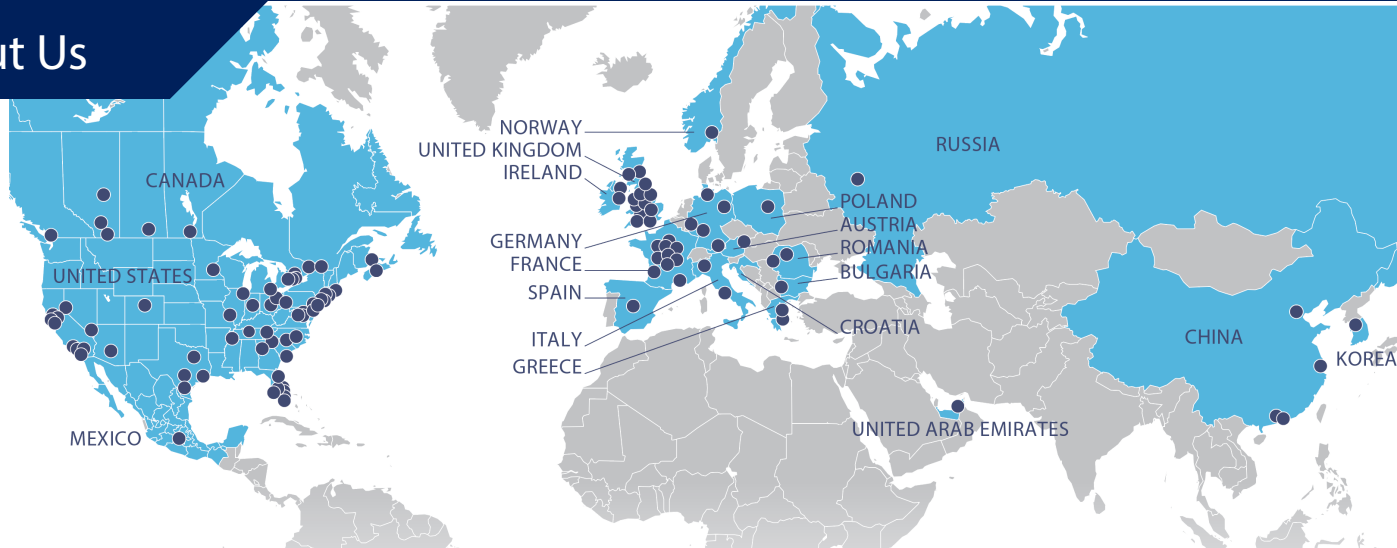 ut Us
NORWAY
UNITED KINGDOM
IRELAND
RUSSIA
CANADA
POLAND
AUSTRIA
ROMANIA
BULGARIA
GERMANY
FRANCE
UNITED STATES
SPAIN
CROATIA
ITALY
GREECE
CHINA
KOREA
MEXICO
UNITED ARAB EMIRATES